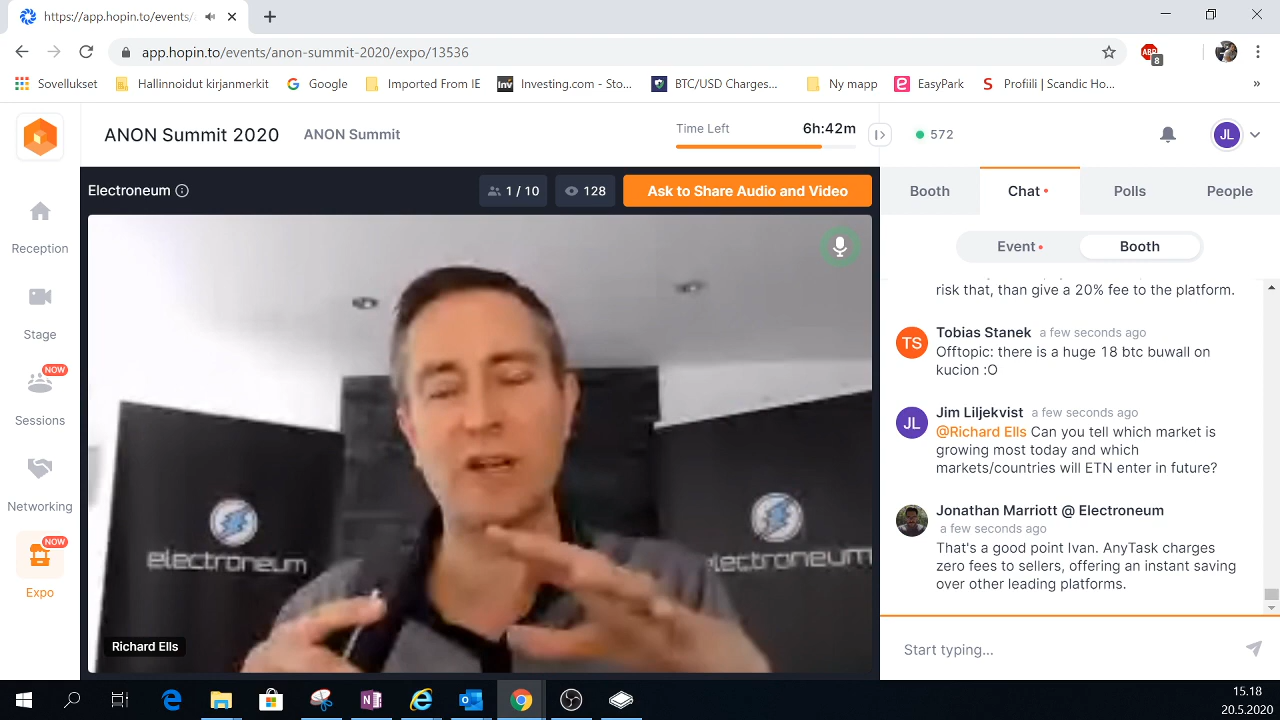 https://app.hopin.to/events/
app.hopin.to/events/anon-summit-2020/expo/13536
ABP
8
Sovellukset
Hallinnoidut kirjanmerkit
Google
Imported From IE
Inv
Investing.com - Sto...
BTC/USD Charges...
Ny mapp
EasyPark
S
Profiili | Scandic Ho...
»
ANON Summit 2020
ANON Summit
Time Left
6h:42m
572
JL
Electroneum
1 / 10
128
Ask to Share Audio and Video
Reception
Stage
NOW
Sessions
Networking
NOW
Expo
electroneum
electroneum
Richard Ells
Booth
Chat
Polls
People
Event
Booth
risk that, than give a 20% fee to the platform.
TS
Tobias Stanek a few seconds ago
Offtopic: there is a huge 18 btc buwall on
kucion :O
JL
Jim Liljekvist a few seconds ago
@Richard Ells Can you tell which market is
growing most today and which
markets/countries will ETN enter in future?
Jonathan Marriott @ Electroneum
a few seconds ago
That's a good point Ivan. AnyTask charges
zero fees to sellers, offering an instant saving
over other leading platforms.
Start typing...
15.18
20.5.2020